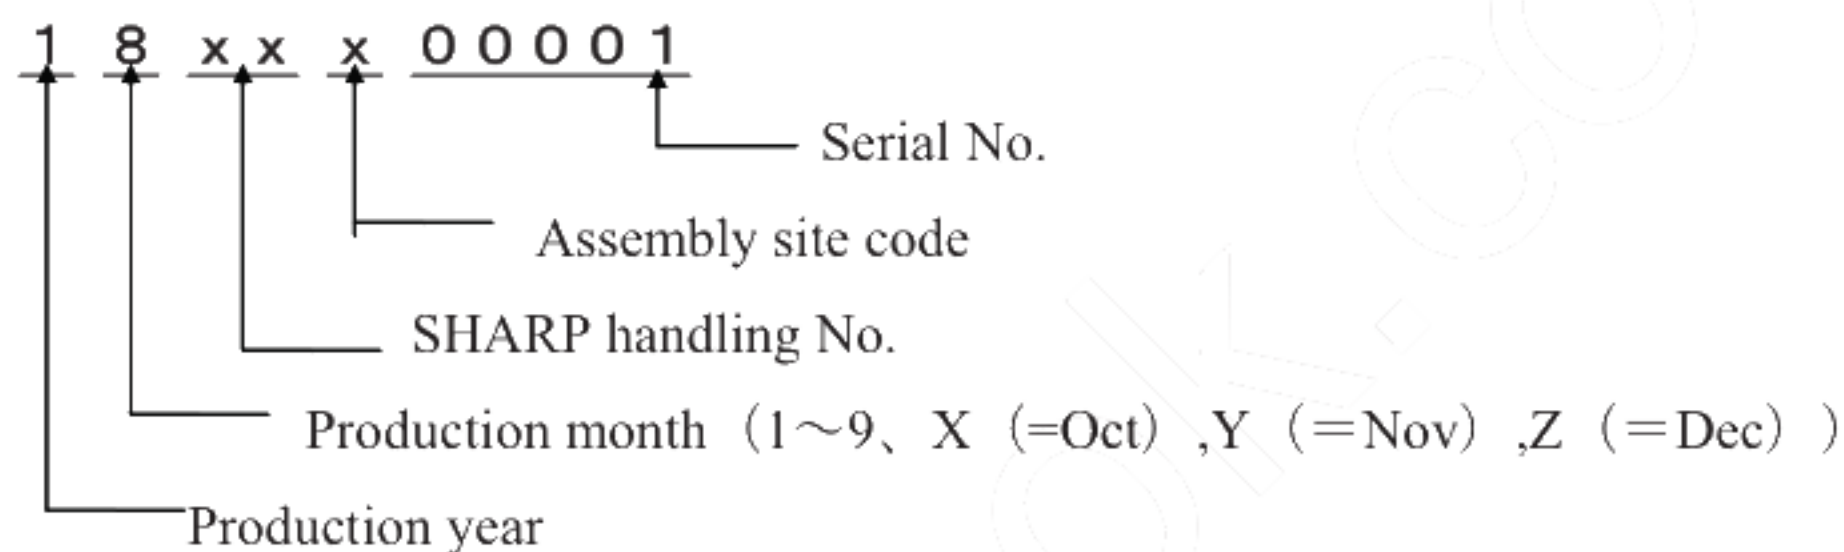 1 8 x x x 0 0 0 0 1
Serial No.
Assembly site code
SHARP handling No.
Production month（1～9、X（=Oct）,Y（＝Nov）,Z（＝Dec））
Production year